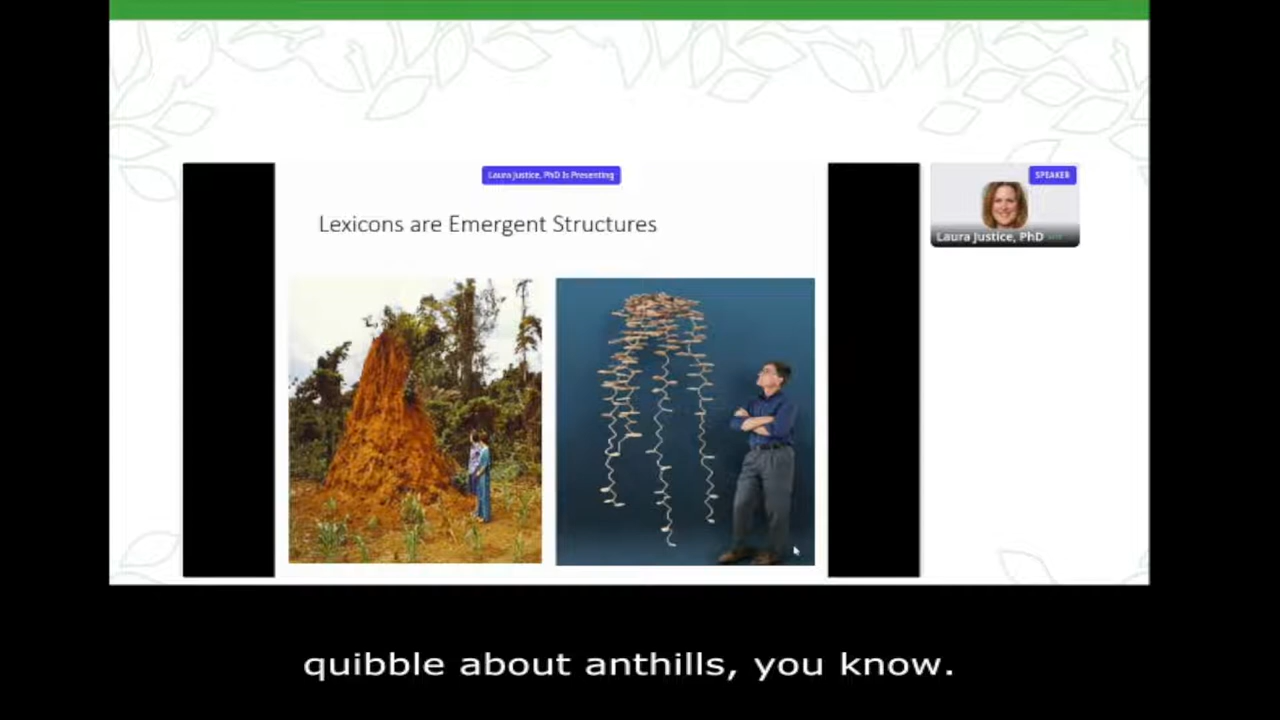 Laura Justice, PhD Is Presenting
SPEAKER
Lexicons are Emergent Structures
Laura Justice, PhD
quibble about anthills, you know.